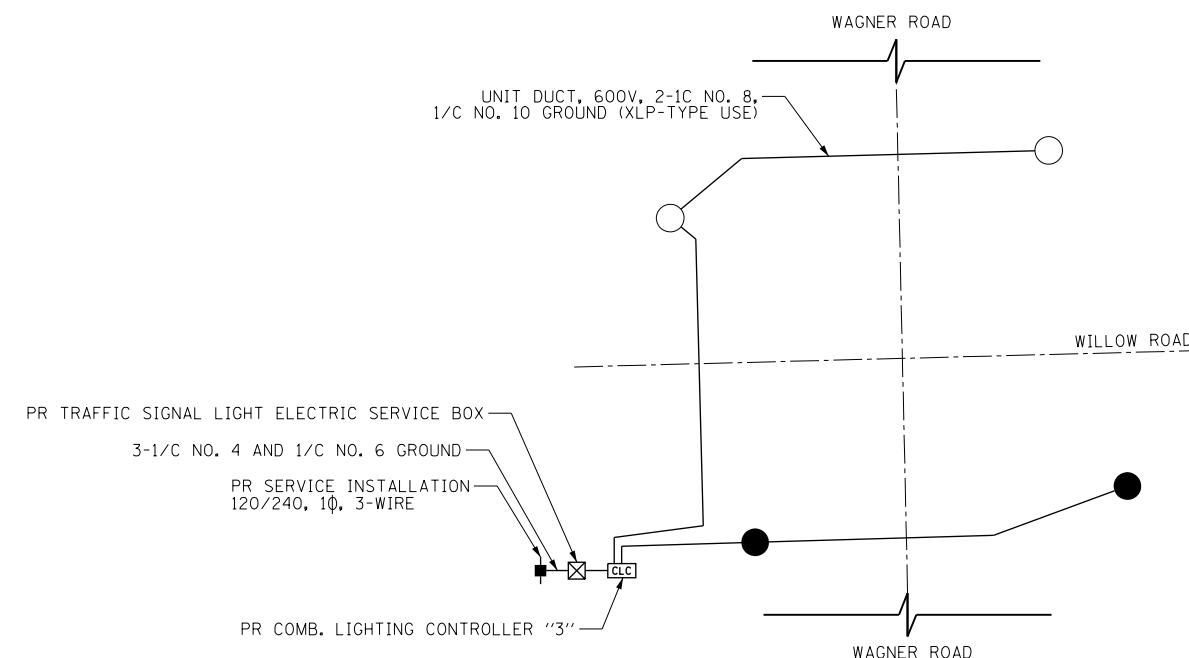 WAGNER ROAD
UNIT DUCT, 600V, 2-1C NO. 8,
1/C NO. 10 GROUND (XLP-TYPE USE)
WILLOW ROAD
PR TRAFFIC SIGNAL LIGHT ELECTRIC SERVICE BOX
3-1/C NO. 4 AND 1/C NO. 6 GROUND
PR SERVICE INSTALLATION
120/240, 1ϕ, 3-WIRE
CLC
PR COMB. LIGHTING CONTROLLER "3"
WAGNER ROAD